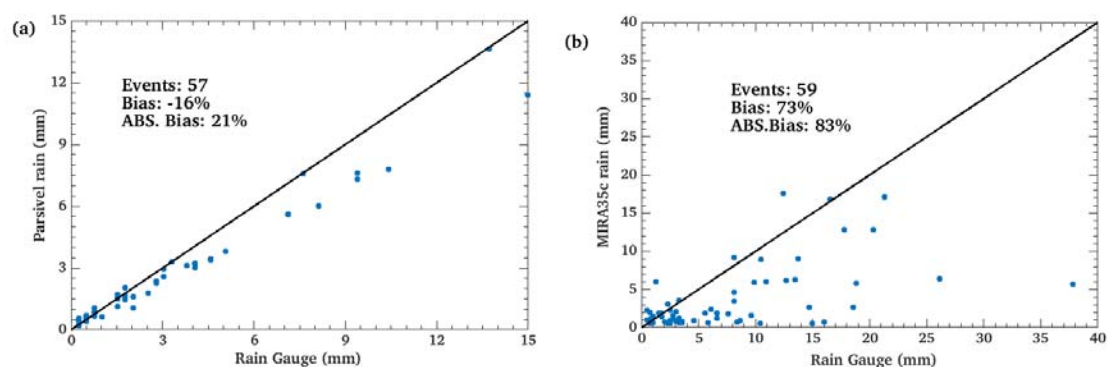 (a)
15
12
9
6
3
0
Parsivel rain (mm)
Events: 57
Bias: -16%
ABS. Bias: 21%
0 3 6 9 12 15
Rain Gauge (mm)
(b)
40
35
30
25
20
15
10
5
0
MIRA35c rain (mm)
Events: 59
Bias: 73%
ABS.Bias: 83%
0 5 10 15 20 25 30 35 40
Rain Gauge (mm)